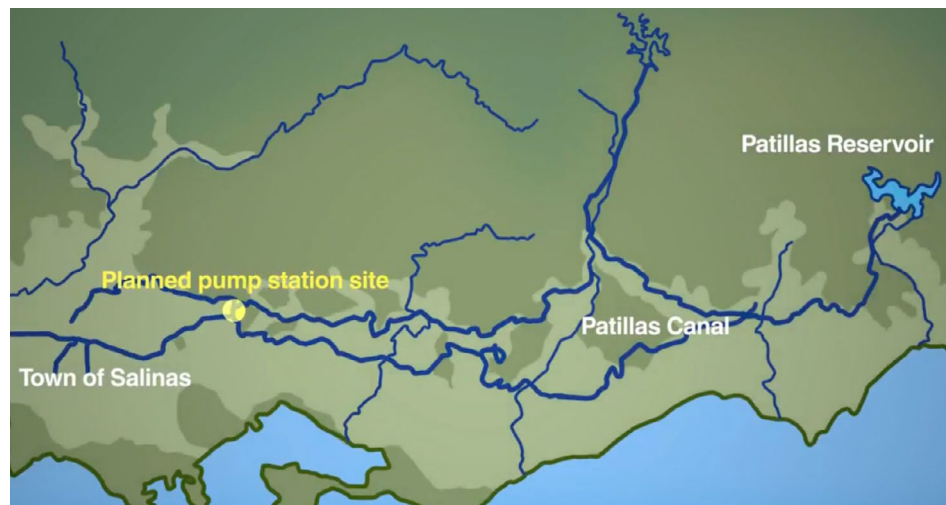 Patillas Reservoir
Planned pump station site
Patillas Canal
Town of Salinas